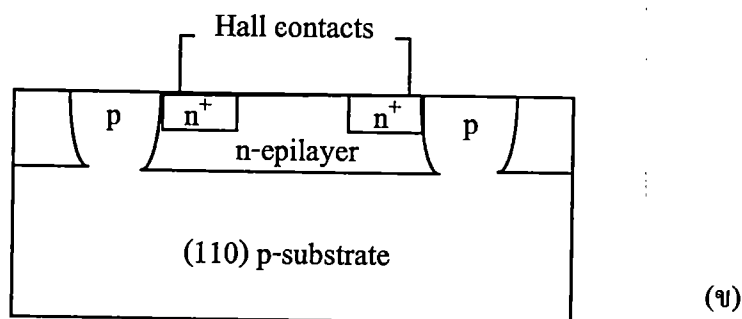 Hall contacts
p n⁺ n⁺ p
n-epilayer
(110) p-substrate
(ข)